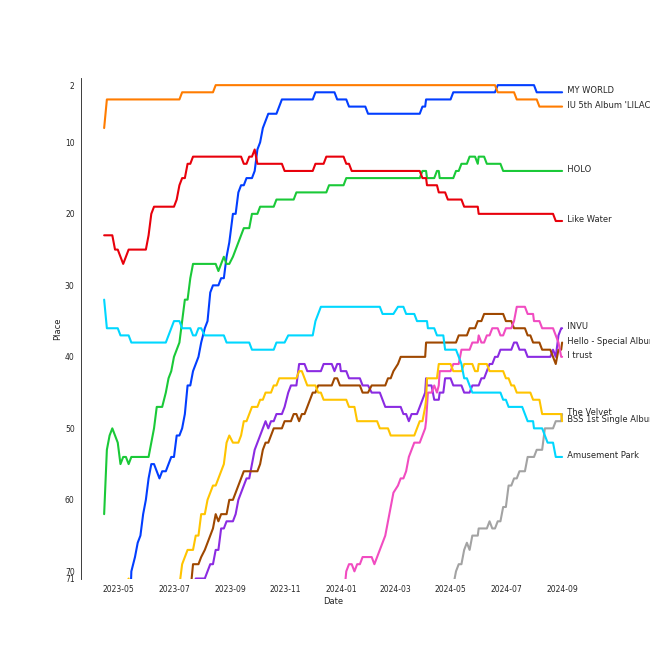 2
MY WORLD
IU 5th Album 'LILAC
10
HOLO
20
Like Water
30
Place
INVU
Hello - Special Albu
40
I trust
The Velvet
50
BSS 1st Single Albu
Amusement Park
60
70
71
2023-05 2023-07 2023-09 2023-11 2024-01 2024-03 2024-05 2024-07 2024-09
Date